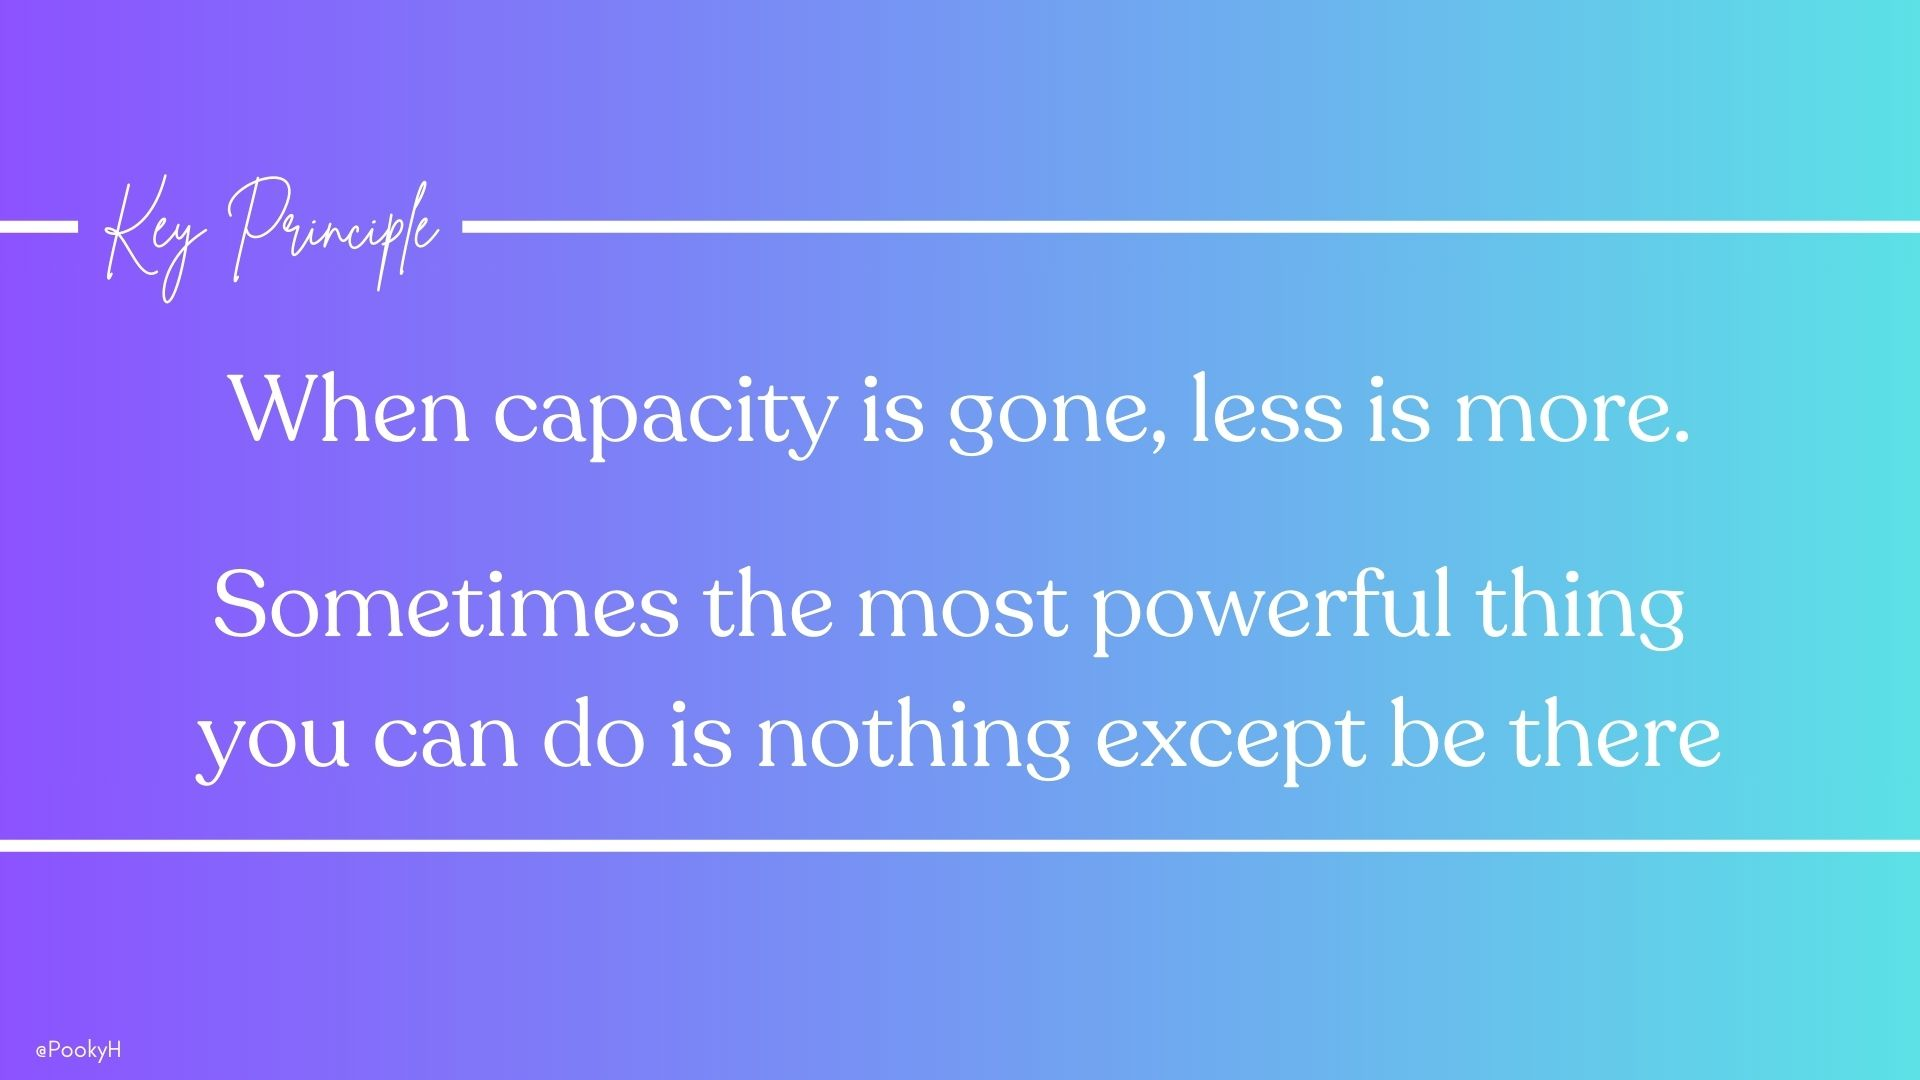 Key Principle
When capacity is gone, less is more.
Sometimes the most powerful thing
you can do is nothing except be there
@PookyH